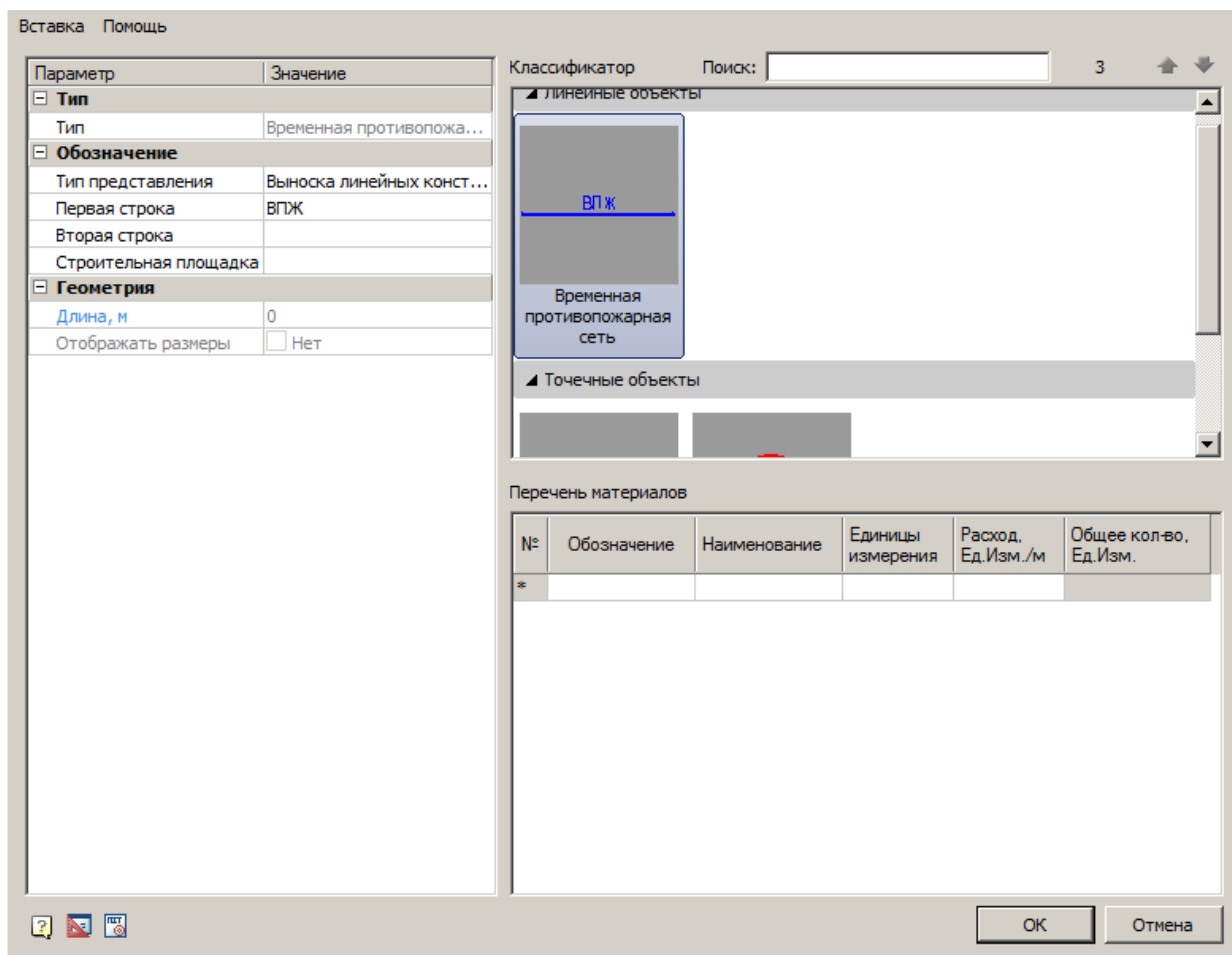 Вставка Помощь
Параметр Значение
Тип
Тип Временная противопожа...
Обозначение
Тип представления Выноска линейных конст...
Первая строка ВПЖ
Вторая строка
Строительная площадка
Геометрия
Длина, м 0
Отображать размеры Нет
Классификатор Поиск: 3
Линейные объекты
ВПЖ
Временная
противопожарная
сеть
Точечные объекты
Перечень материалов
№ Обозначение Наименование Единицы измерения Расход, Ед.Изм./м Общее кол-во, Ед.Изм.
*
ОК Отмена